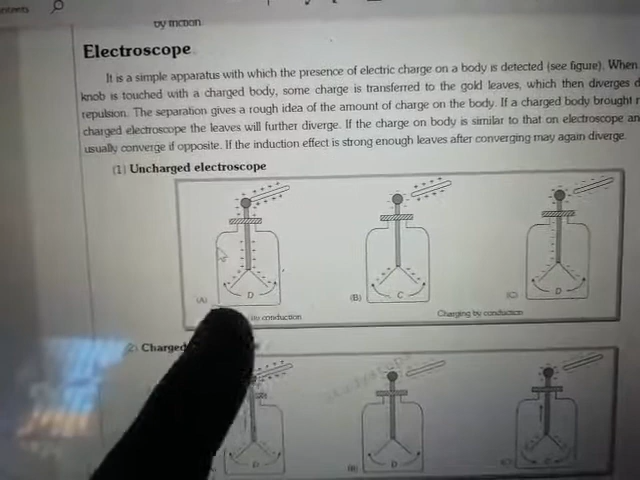 by friction
Electroscope
It is a simple apparatus with which the presence of electric charge on a body is detected (see figure). When
knob is touched with a charged body, some charge is transferred to the gold leaves, which then diverges d
repulsion. The separation gives a rough idea of the amount of charge on the body. If a charged body brought
charged electroscope the leaves will further diverge. If the charge on body is similar to that on electroscope an
usually converge if opposite. If the induction effect is strong enough leaves after converging may again diverge.
(1) Uncharged electroscope
D C D
(A) (B) (C)
conduction Charging by conduction
(2) Charged
D D C
(B) (C)